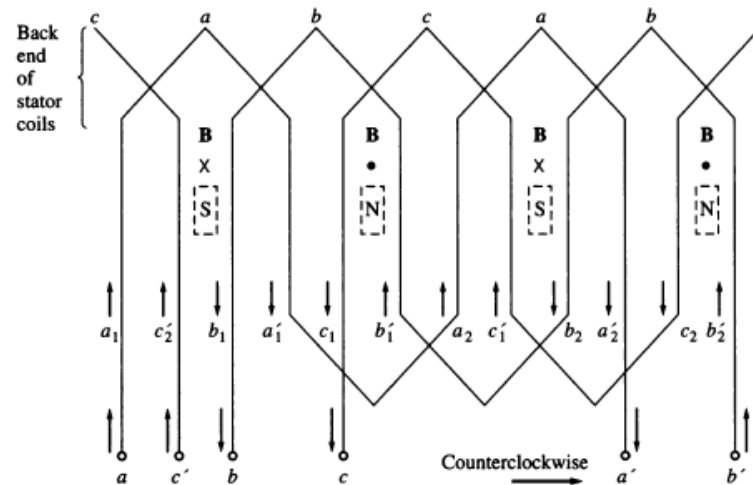 c a b c a b
Back
end
of
stator
coils
B B B B
X X
S N S N
a₁ c₂′ b₁ a₁′ c₁ b₁′ a₂ c₁′ b₂ a₂′ c₂ b₂′
Counterclockwise
a c′ b c a′ b′